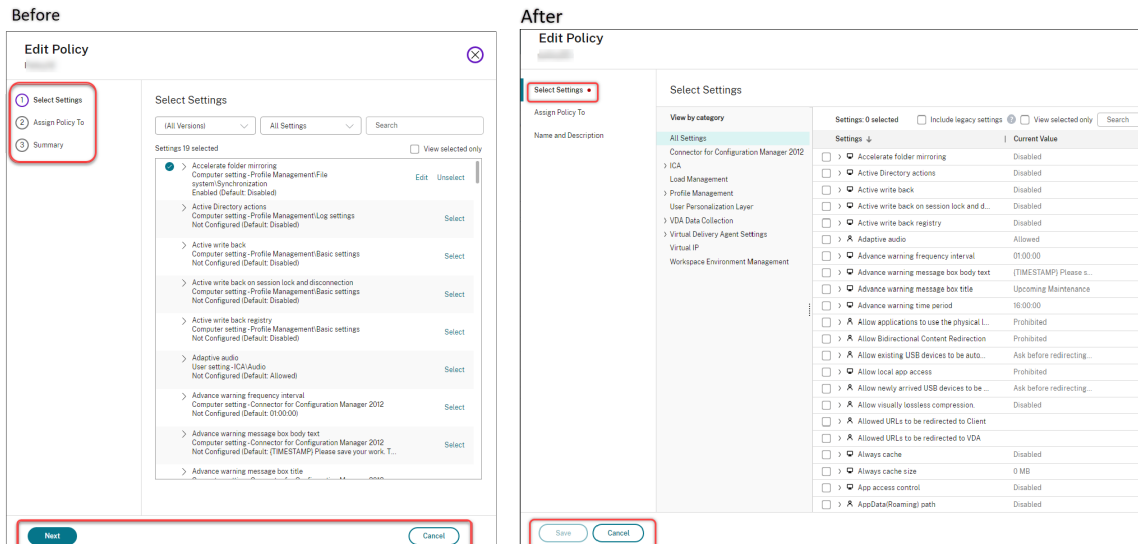 Before
Edit Policy
1 Select Settings
2 Assign Policy To
3 Summary
Select Settings
(All Versions) All Settings Search
Settings 19 selected View selected only
Accelerate folder mirroring
Computer setting - Profile Management\File
system\Synchronization
Enabled (Default: Disabled)
Edit Unselect
Active Directory actions
Computer setting - Profile Management\Log settings
Not Configured (Default: Disabled)
Select
Active write back
Computer setting - Profile Management\Basic settings
Not Configured (Default: Disabled)
Select
Active write back on session lock and disconnection
Computer setting - Profile Management\Basic settings
Not Configured (Default: Disabled)
Select
Active write back registry
Computer setting - Profile Management\Basic settings
Not Configured (Default: Disabled)
Select
Adaptive audio
User setting - ICA\Audio
Not Configured (Default: Allowed)
Select
Advance warning frequency interval
Computer setting - Connector for Configuration Manager 2012
Not Configured (Default: 01:00:00)
Select
Advance warning message box body text
Computer setting - Connector for Configuration Manager 2012
Not Configured (Default: {TIMESTAMP} Please save your work. T...
Select
Advance warning message box title
Next Cancel
After
Edit Policy
Select Settings
Assign Policy To
Name and Description
Select Settings
View by category
All Settings
Connector for Configuration Manager 2012
ICA
Load Management
Profile Management
User Personalization Layer
VDA Data Collection
Virtual Delivery Agent Settings
Virtual IP
Workspace Environment Management
Settings: 0 selected Include legacy settings ? View selected only Search
Settings ↓ Current Value
Accelerate folder mirroring Disabled
Active Directory actions Disabled
Active write back Disabled
Active write back on session lock and d... Disabled
Active write back registry Disabled
Adaptive audio Allowed
Advance warning frequency interval 01:00:00
Advance warning message box body text {TIMESTAMP} Please s...
Advance warning message box title Upcoming Maintenance
Advance warning time period 16:00:00
Allow applications to use the physical l... Prohibited
Allow Bidirectional Content Redirection Prohibited
Allow existing USB devices to be auto... Ask before redirecting...
Allow local app access Prohibited
Allow newly arrived USB devices to be ... Ask before redirecting...
Allow visually lossless compression. Disabled
Allowed URLs to be redirected to Client
Allowed URLs to be redirected to VDA
Always cache Disabled
Always cache size 0 MB
App access control Disabled
AppData(Roaming) path Disabled
Save Cancel